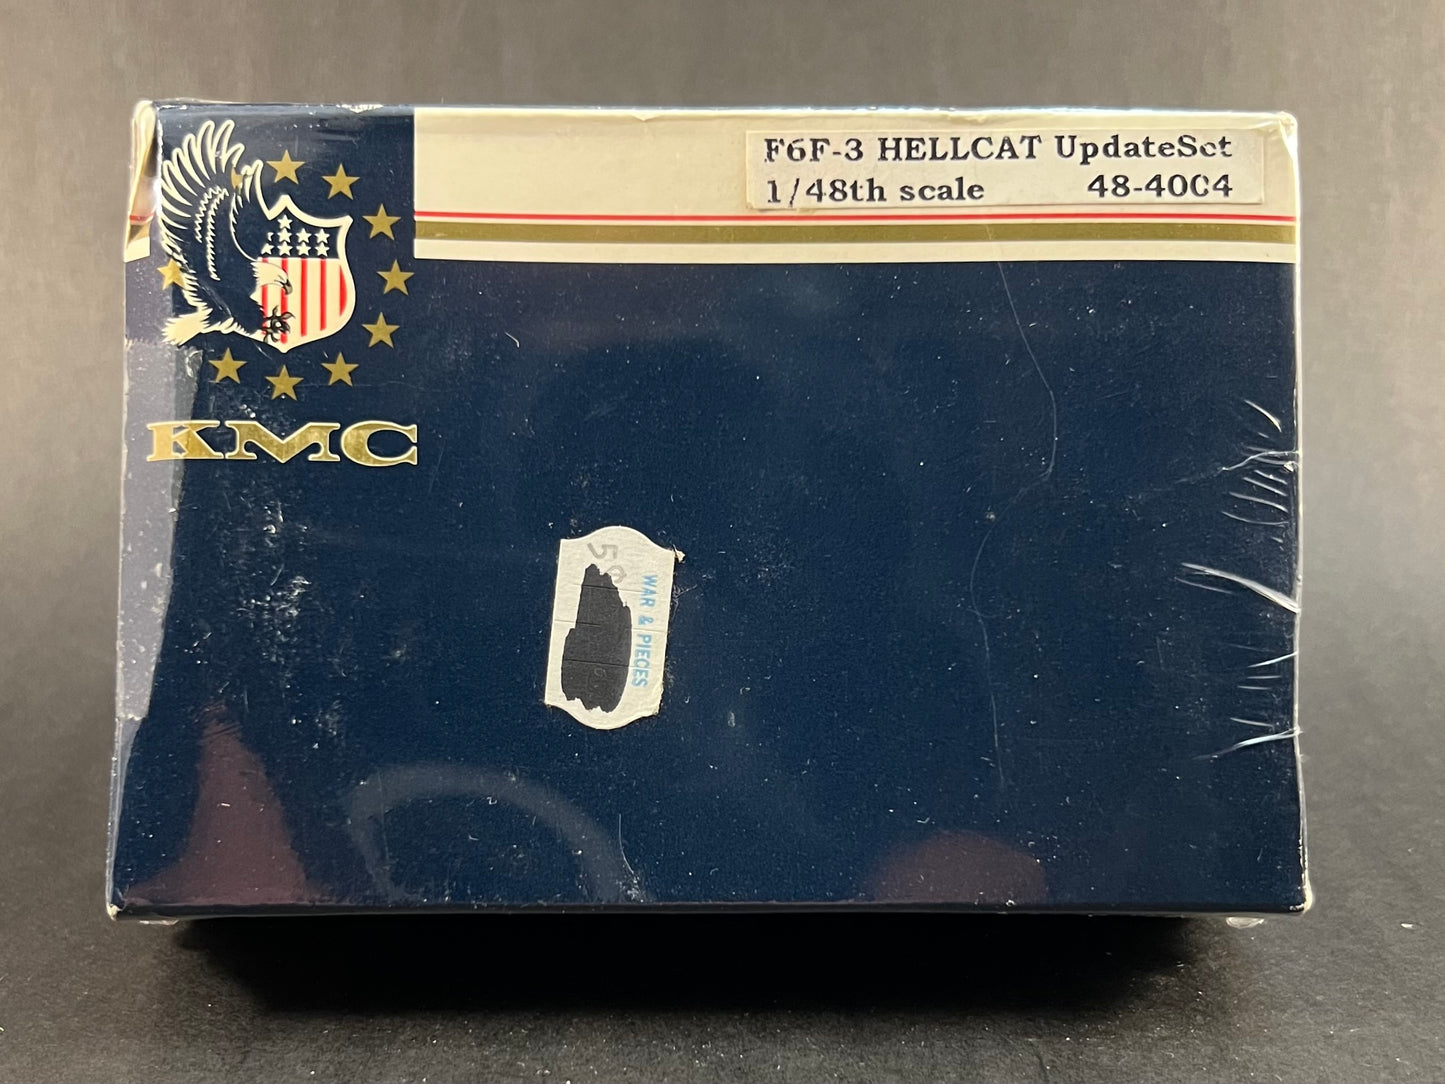 F6F-3 HELLCAT UpdateSet
1/48th scale 48-4004
KMC
WAR & PIECES